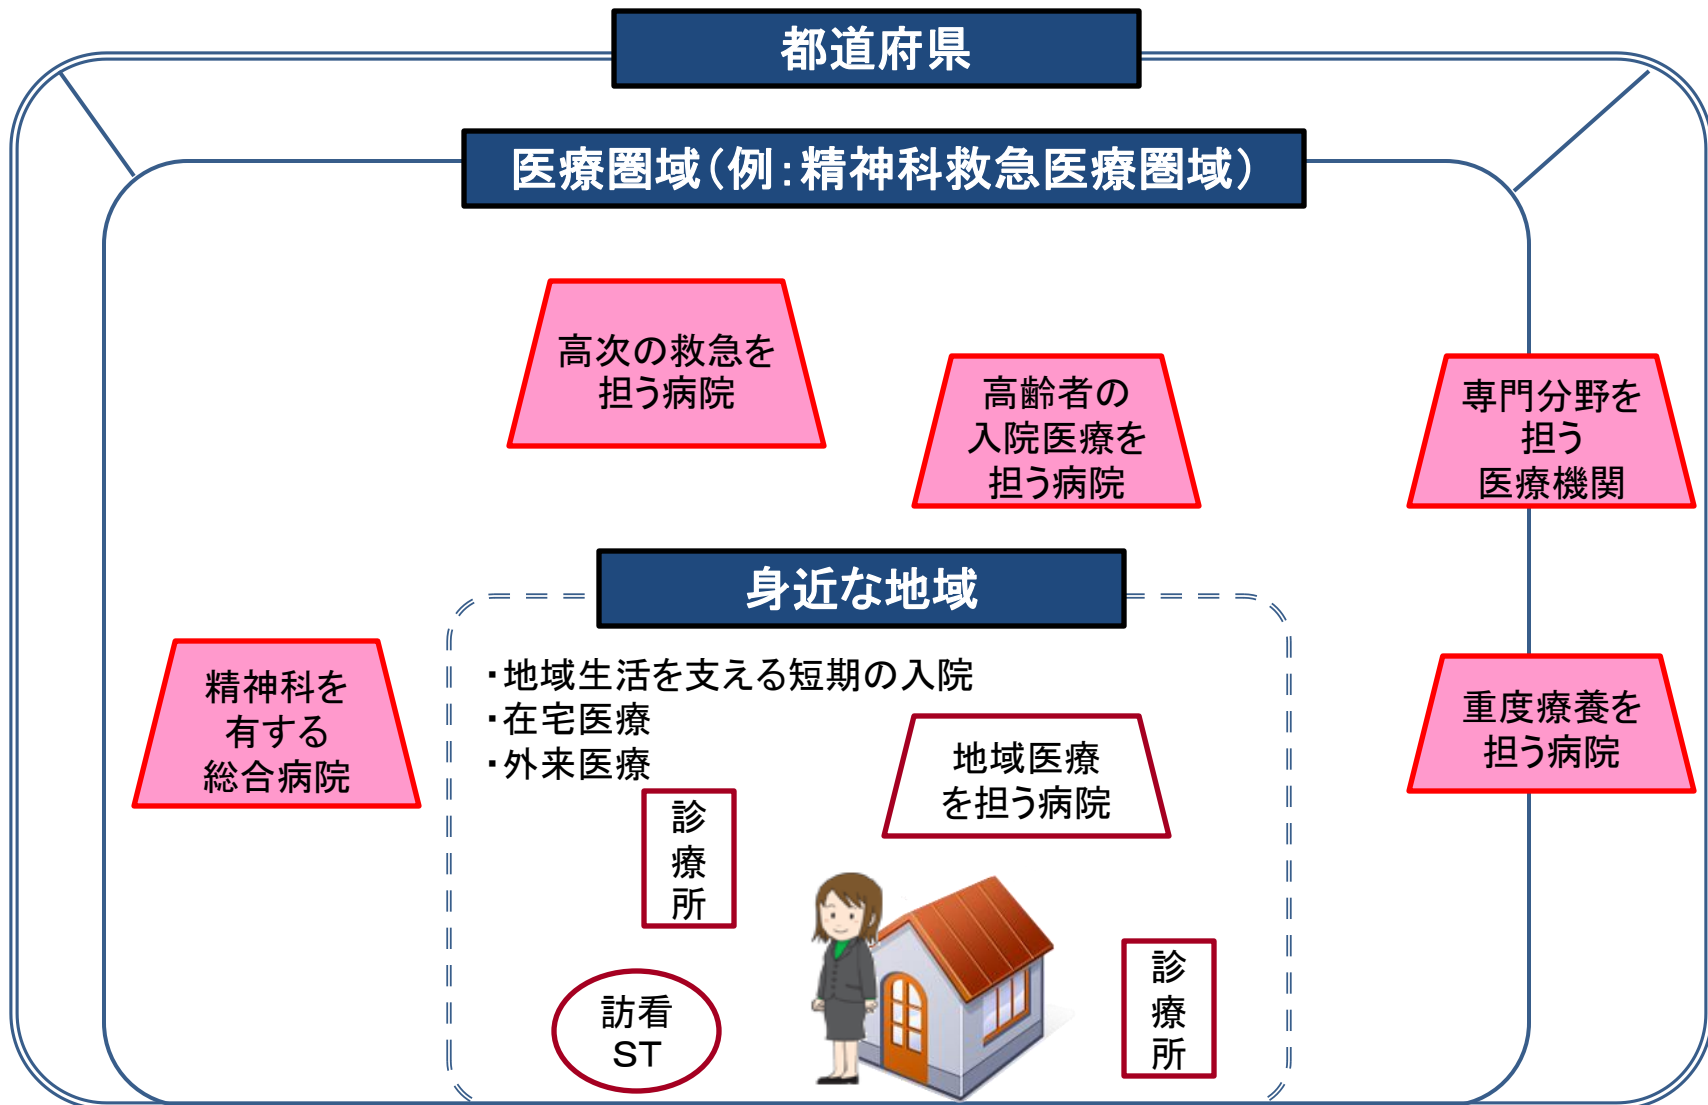 都道府県
医療圏域（例：精神科救急医療圏域）
高次の救急を
担う病院
高齢者の
入院医療を
担う病院
専門分野を
担う
医療機関
身近な地域
精神科を
有する
総合病院
・地域生活を支える短期の入院
・在宅医療
・外来医療
地域医療
を担う病院
重度療養を
担う病院
診
療
所
訪看
ST
診
療
所